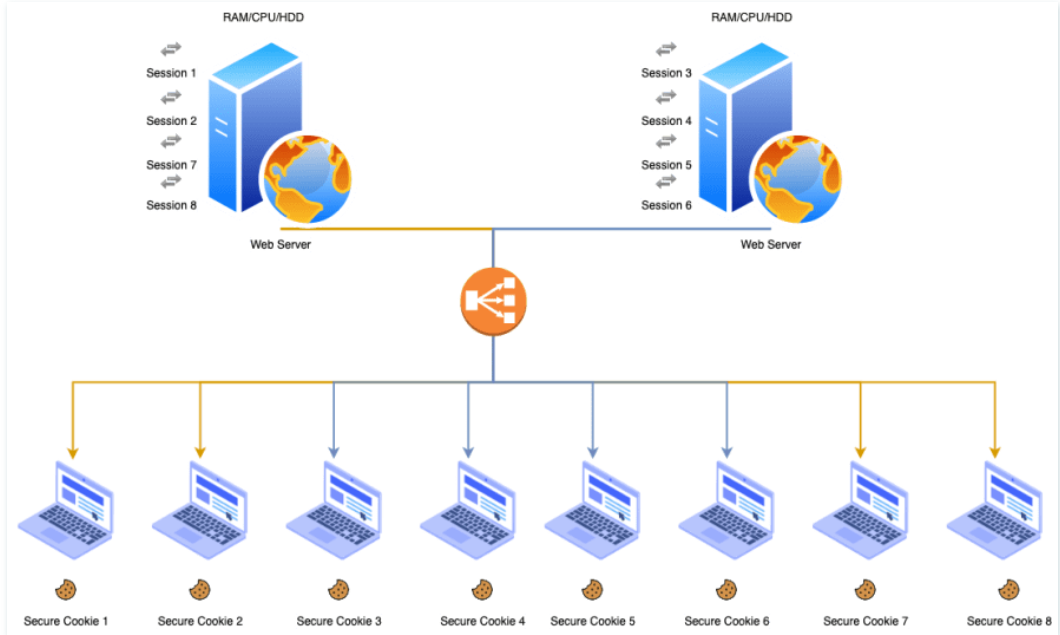 RAM/CPU/HDD
RAM/CPU/HDD
Session 1
Session 2
Session 7
Session 8
Session 3
Session 4
Session 5
Session 6
Web Server
Web Server
Secure Cookie 1
Secure Cookie 2
Secure Cookie 3
Secure Cookie 4
Secure Cookie 5
Secure Cookie 6
Secure Cookie 7
Secure Cookie 8